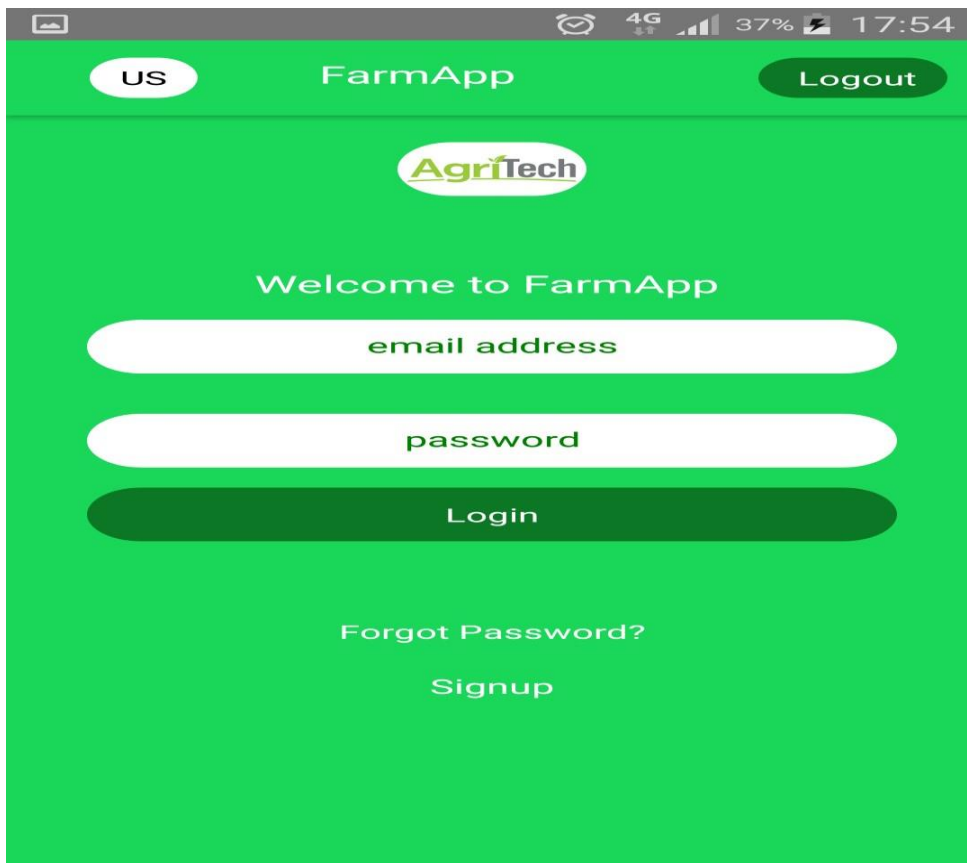 4G 37% 17:54
US FarmApp Logout
AgriTech
Welcome to FarmApp
email address
password
Login
Forgot Password?
Signup